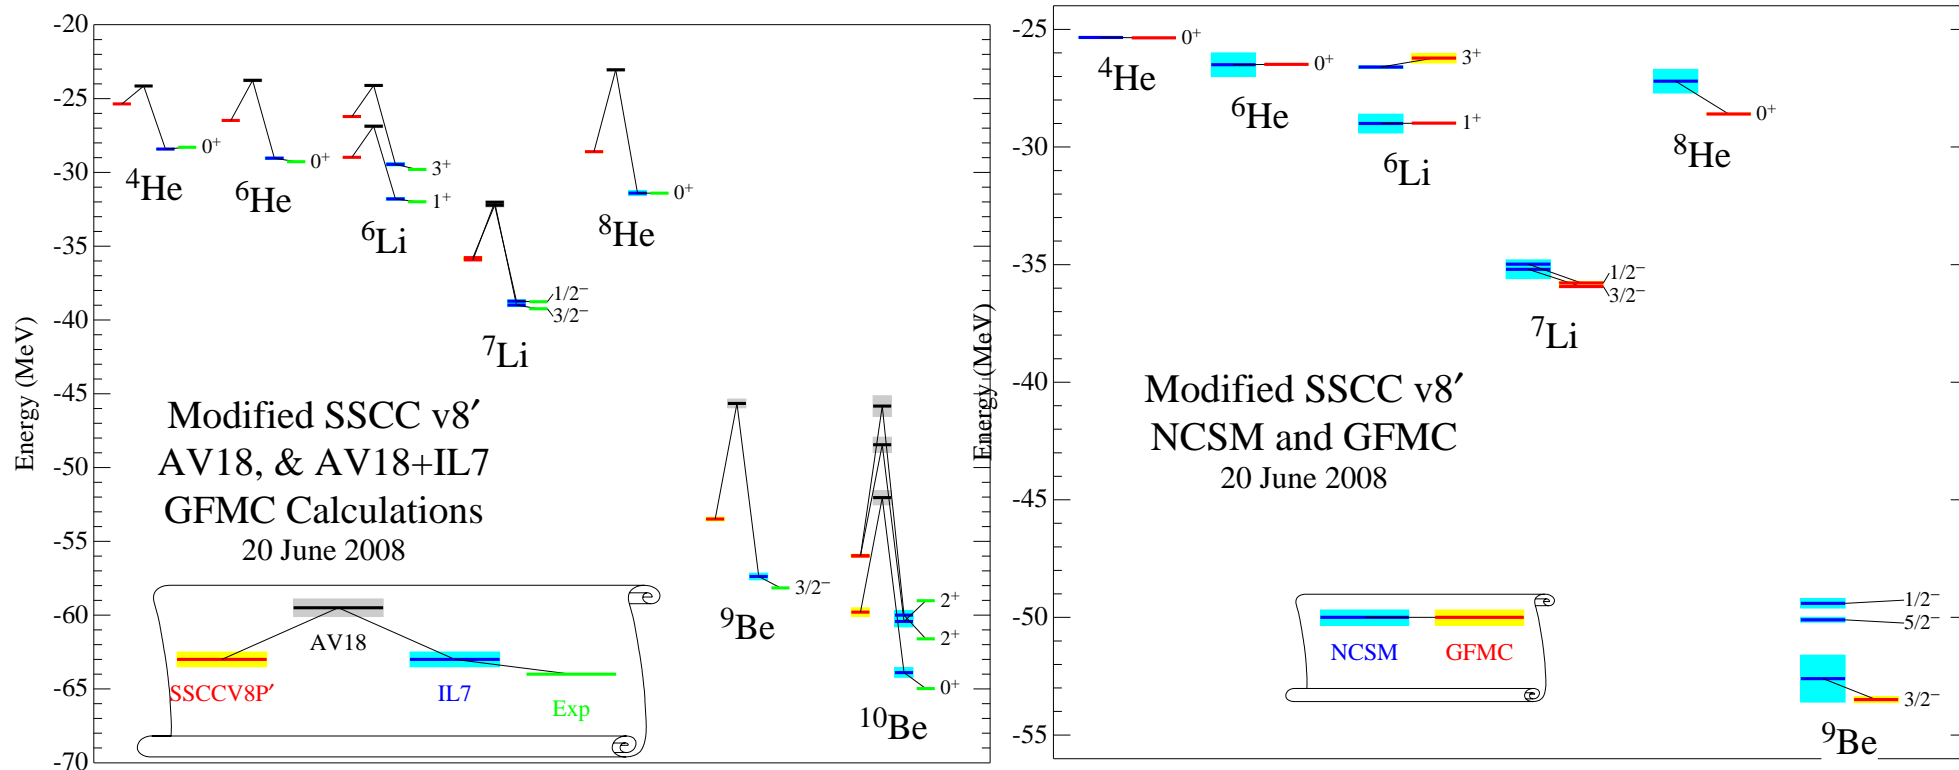 -20
-25
-30
-35
-40
-45
-50
-55
-60
-65
-70
Energy (MeV)
⁴He
0⁺
⁶He
0⁺
⁶Li
3⁺
1⁺
⁷Li
1/2⁻
3/2⁻
⁸He
0⁺
⁹Be
3/2⁻
¹⁰Be
2⁺
2⁺
0⁺
Modified SSCC v8′
AV18, & AV18+IL7
GFMC Calculations
20 June 2008
AV18
SSCCV8P′
IL7
Exp
-25
-30
-35
-40
-45
-50
-55
Energy (MeV)
⁴He
0⁺
⁶He
0⁺
⁶Li
3⁺
1⁺
⁸He
0⁺
⁷Li
1/2⁻
3/2⁻
Modified SSCC v8′
NCSM and GFMC
20 June 2008
NCSM
GFMC
1/2⁻
5/2⁻
3/2⁻
⁹Be